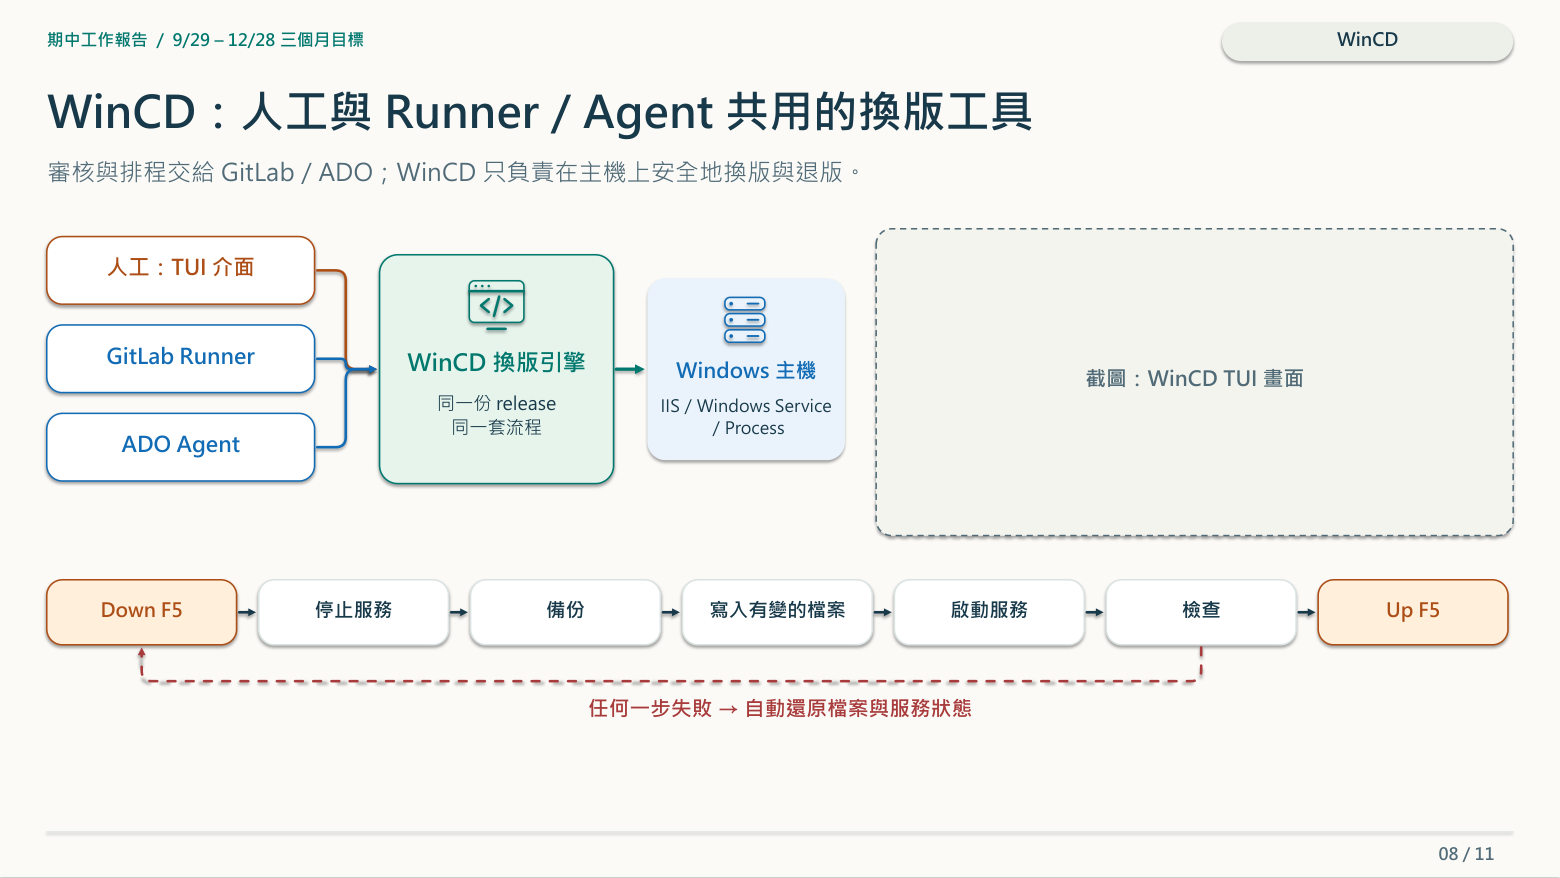 期中工作報告 / 9/29 – 12/28 三個月目標
WinCD
WinCD：人工與 Runner / Agent 共用的換版工具
審核與排程交給 GitLab / ADO；WinCD 只負責在主機上安全地換版與退版。
人工：TUI 介面
GitLab Runner
ADO Agent
</>
WinCD 換版引擎
同一份 release
同一套流程
Windows 主機
IIS / Windows Service
/ Process
截圖：WinCD TUI 畫面
Down F5
停止服務
備份
寫入有變的檔案
啟動服務
檢查
Up F5
任何一步失敗 → 自動還原檔案與服務狀態
08 / 11